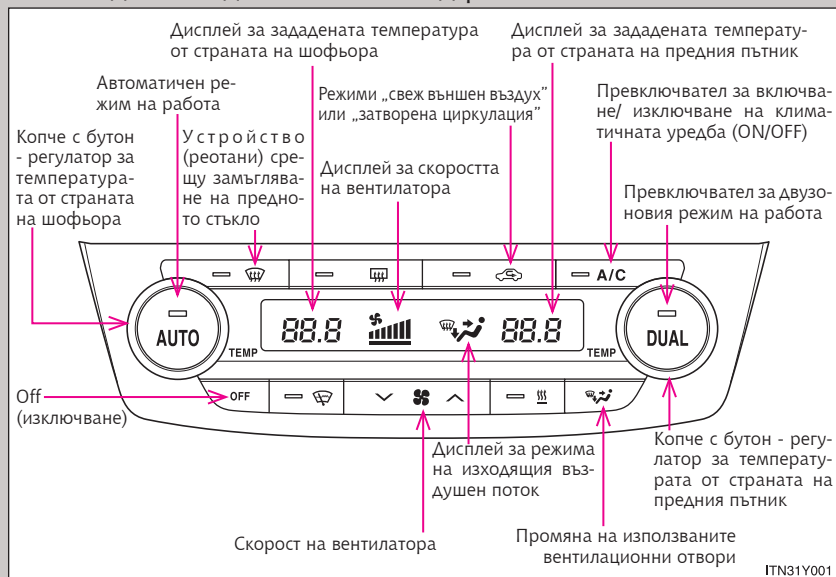 Дисплей за зададената температура
от страната на шофьора
Дисплей за зададената температу-
ра от страната на предния пътник
Автоматичен ре-
жим на работа
Режими „свеж външен въздух”
или „затворена циркулация”
Превключвател за включва-
не/ изключване на клима-
тичната уредба (ON/OFF)
Копче с бутон
- регулатор за
температура-
та от страната
на шофьора
Устройство
(реотани) сре-
щу замъглява-
не на предно-
то стъкло
Дисплей за скоростта
на вентилатора
Превключвател за двузо-
новия режим на работа
A/C
AUTO
TEMP
88.8
88.8
TEMP
DUAL
OFF
Off
(изключване)
Дисплей за режима
на изходящия въз-
душен поток
Копче с бутон - регу-
латор за температу-
рата от страната на
предния пътник
Скорост на вентилатора
Промяна на използваните
вентилационни отвори
ITN31Y001